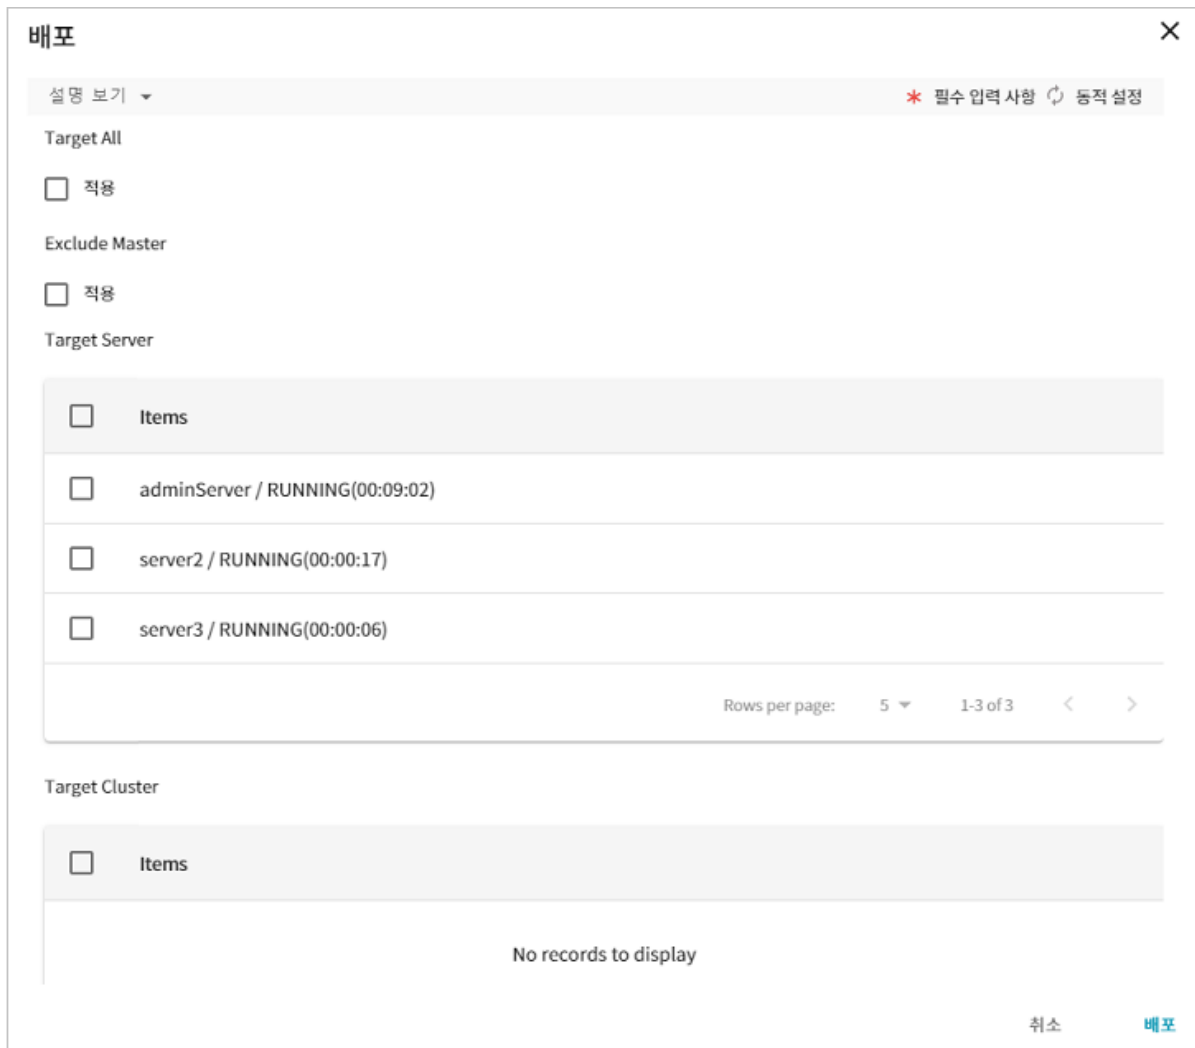 배포
설명 보기
* 필수 입력 사항 동적 설정
Target All
적용
Exclude Master
적용
Target Server
Items
adminServer / RUNNING(00:09:02)
server2 / RUNNING(00:00:17)
server3 / RUNNING(00:00:06)
Rows per page: 5 1-3 of 3
Target Cluster
Items
No records to display
취소 배포